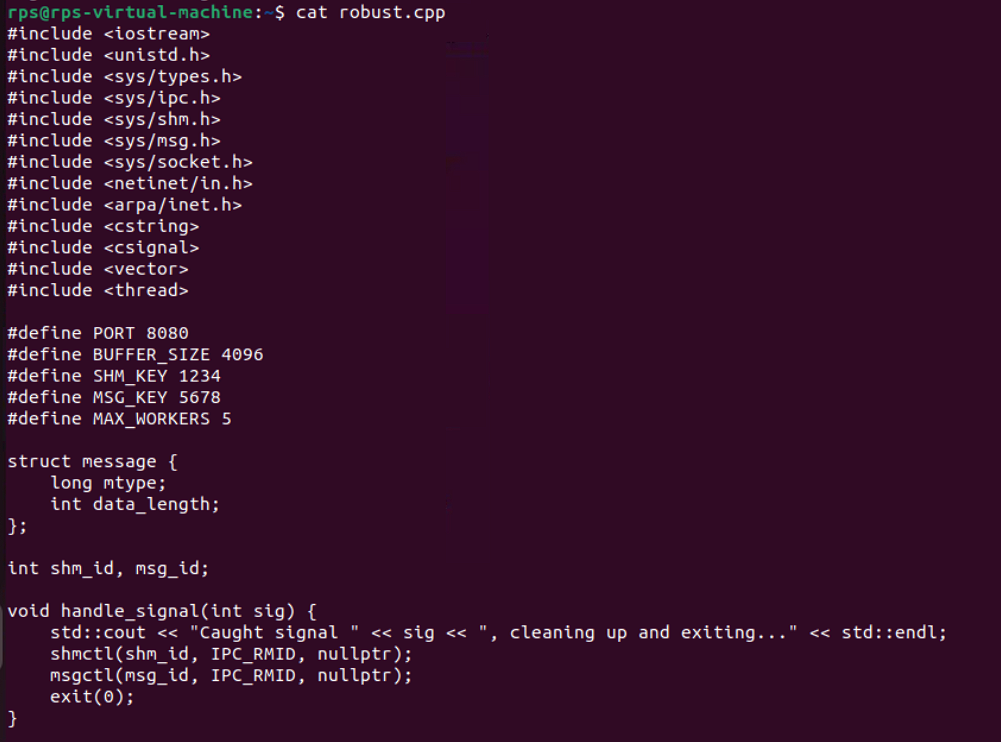 rps@rps-virtual-machine:~$ cat robust.cpp
#include <iostream>
#include <unistd.h>
#include <sys/types.h>
#include <sys/ipc.h>
#include <sys/shm.h>
#include <sys/msg.h>
#include <sys/socket.h>
#include <netinet/in.h>
#include <arpa/inet.h>
#include <cstring>
#include <csignal>
#include <vector>
#include <thread>

#define PORT 8080
#define BUFFER_SIZE 4096
#define SHM_KEY 1234
#define MSG_KEY 5678
#define MAX_WORKERS 5

struct message {
    long mtype;
    int data_length;
};

int shm_id, msg_id;

void handle_signal(int sig) {
    std::cout << "Caught signal " << sig << ", cleaning up and exiting..." << std::endl;
    shmctl(shm_id, IPC_RMID, nullptr);
    msgctl(msg_id, IPC_RMID, nullptr);
    exit(0);
}